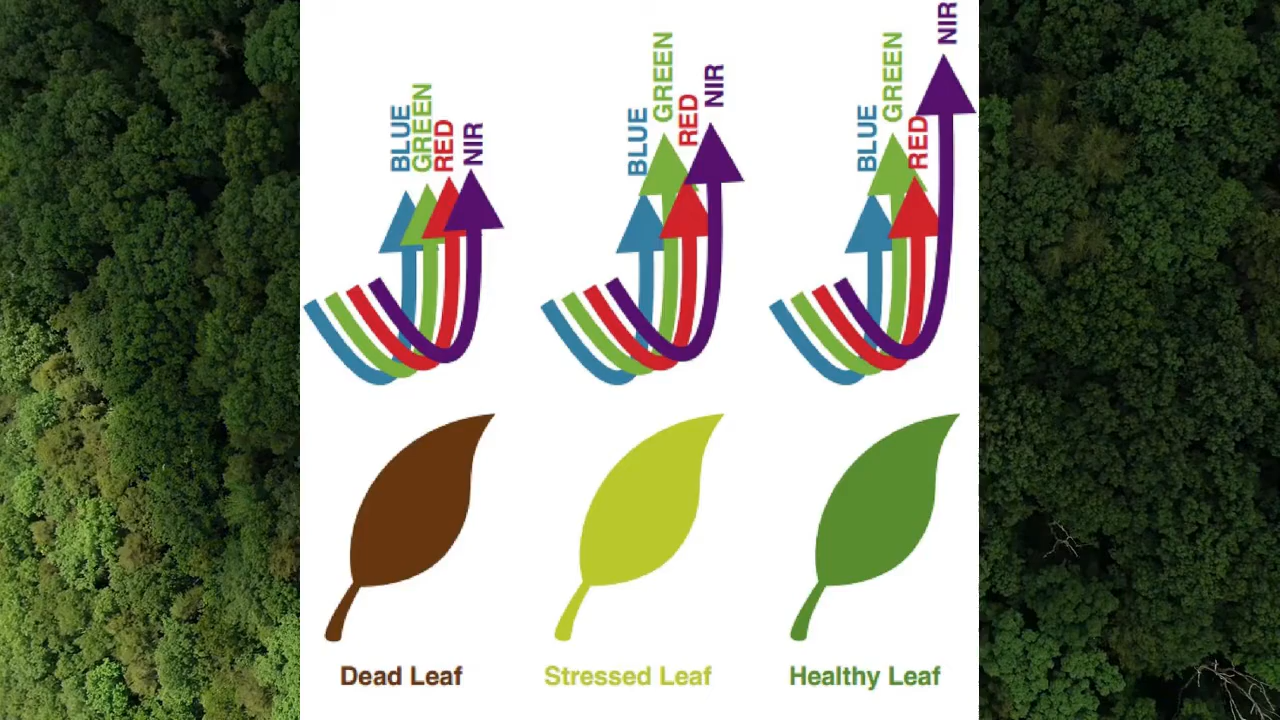 BLUE
GREEN
RED
NIR
BLUE
GREEN
RED
NIR
BLUE
GREEN
RED
NIR
Dead Leaf
Stressed Leaf
Healthy Leaf